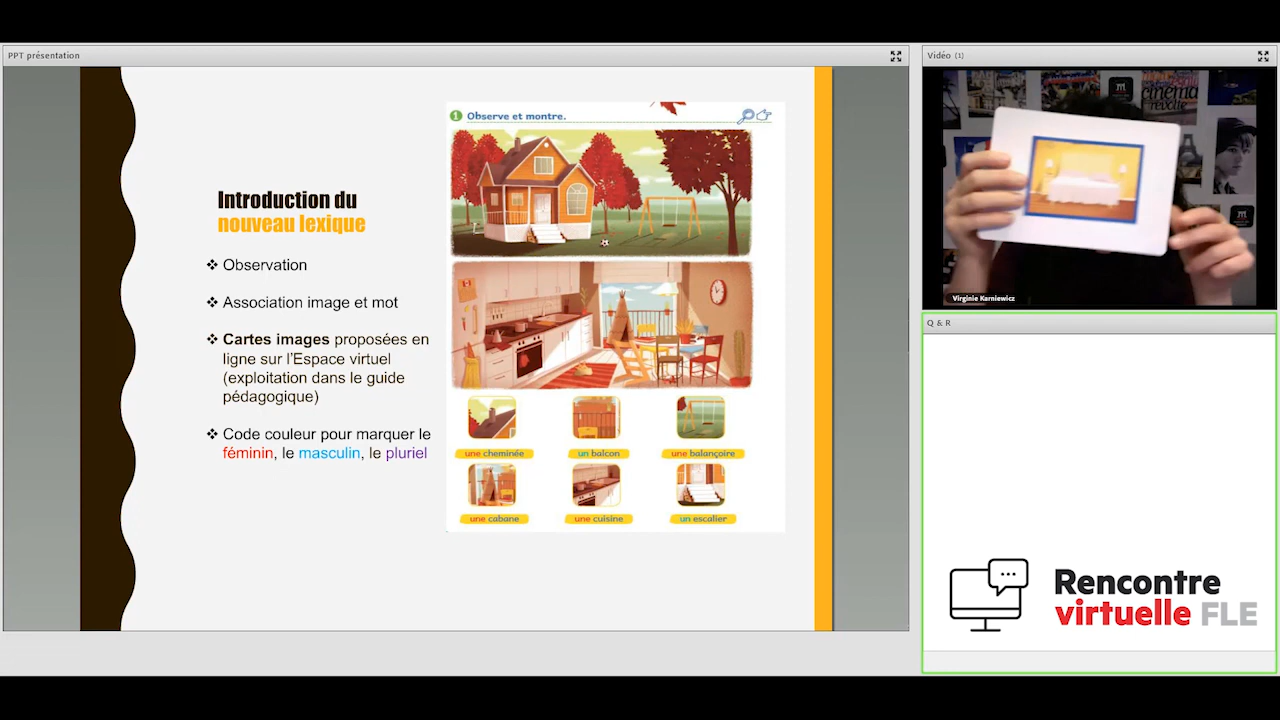 PPT présentation
Introduction du
nouveau lexique
❖ Observation
❖ Association image et mot
❖ Cartes images proposées en
ligne sur l'Espace virtuel
(exploitation dans le guide
pédagogique)
❖ Code couleur pour marquer le
féminin, le masculin, le pluriel
1 Observe et montre.
une cheminée
un balcon
une balançoire
une cabane
une cuisine
un escalier
Vidéo (1)
cinéma
révolte
Virginie Karniewicz
Q & R
Rencontre
virtuelle FLE